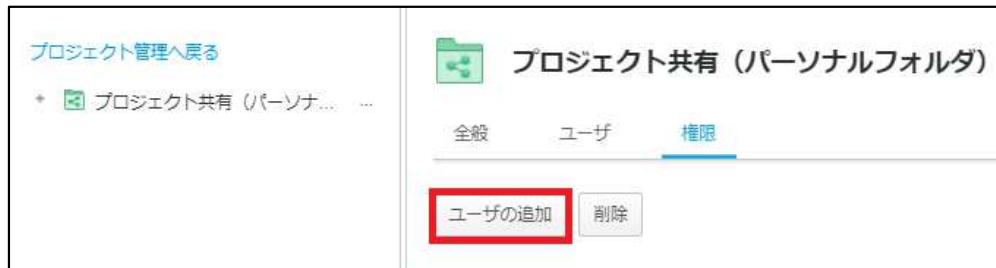 プロジェクト管理へ戻る
プロジェクト共有（パーソナ... ...
プロジェクト共有（パーソナルフォルダ）
全般 ユーザ 権限
ユーザの追加 削除